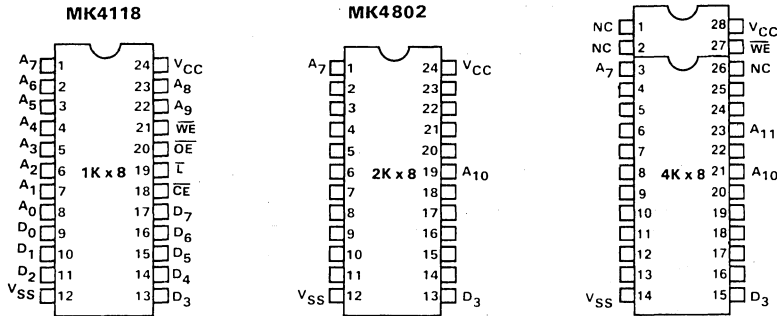 MK4118
MK4802
A7 1 24 VCC
A6 2 23 A8
A5 3 22 A9
A4 4 21 W̅E̅
A3 5 20 O̅E̅
A2 6 1K x 8 19 L̅
A1 7 18 C̅E̅
A0 8 17 D7
D0 9 16 D6
D1 10 15 D5
D2 11 14 D4
VSS 12 13 D3
A7 1 24 VCC
2 23
3 22
4 21
5 20
6 2K x 8 19 A10
7 18
8 17
9 16
10 15
11 14
VSS 12 13 D3
NC 1 28 VCC
NC 2 27 W̅E̅
A7 3 26 NC
4 25
5 24
6 23 A11
7 22
8 4K x 8 21 A10
9 20
10 19
11 18
12 17
13 16
VSS 14 15 D3